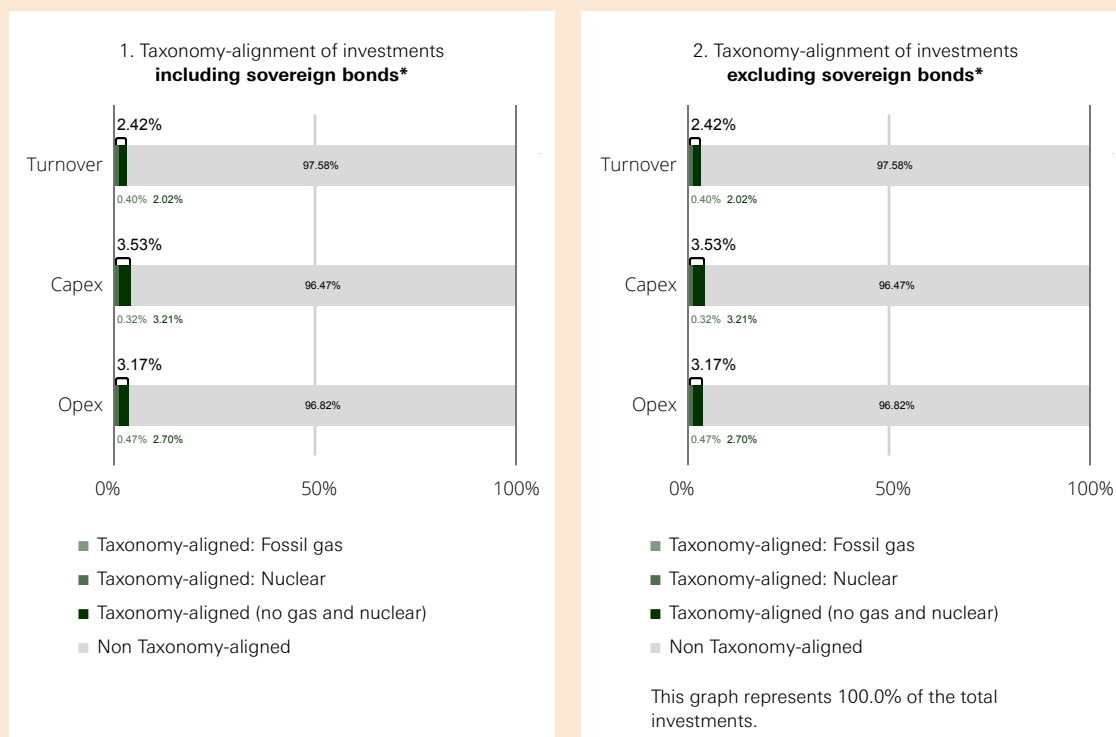 1. Taxonomy-alignment of investments
including sovereign bonds*
2.42%
Turnover
97.58%
0.40% 2.02%
3.53%
Capex
96.47%
0.32% 3.21%
3.17%
Opex
96.82%
0.47% 2.70%
0% 50% 100%
Taxonomy-aligned: Fossil gas
Taxonomy-aligned: Nuclear
Taxonomy-aligned (no gas and nuclear)
Non Taxonomy-aligned
2. Taxonomy-alignment of investments
excluding sovereign bonds*
2.42%
Turnover
97.58%
0.40% 2.02%
3.53%
Capex
96.47%
0.32% 3.21%
3.17%
Opex
96.82%
0.47% 2.70%
0% 50% 100%
Taxonomy-aligned: Fossil gas
Taxonomy-aligned: Nuclear
Taxonomy-aligned (no gas and nuclear)
Non Taxonomy-aligned
This graph represents 100.0% of the total
investments.